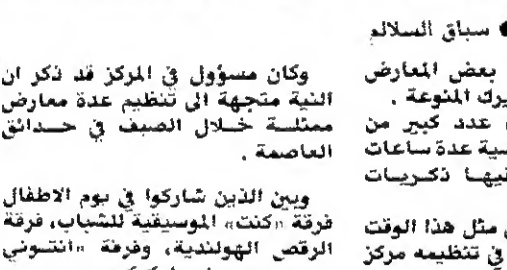 ● سباق السلالم
بعض المعارض
يرك المنوعة .
عدد كبير من
سية عدة ساعات
فيها ذكريات
مثل هذا الوقت
في تنظيمه مركز
وكان مسؤول في المركز قد ذكر ان
النية متجهة الى تنظيم عدة معارض
ممثلة خلال الصيف في حدائق
العاصمة .
وبين الذين شاركوا في يوم الاطفال
فرقة «كنت» الموسيقية للشباب، فرقة
الرقص الهولندية، وفرقة «انتوني